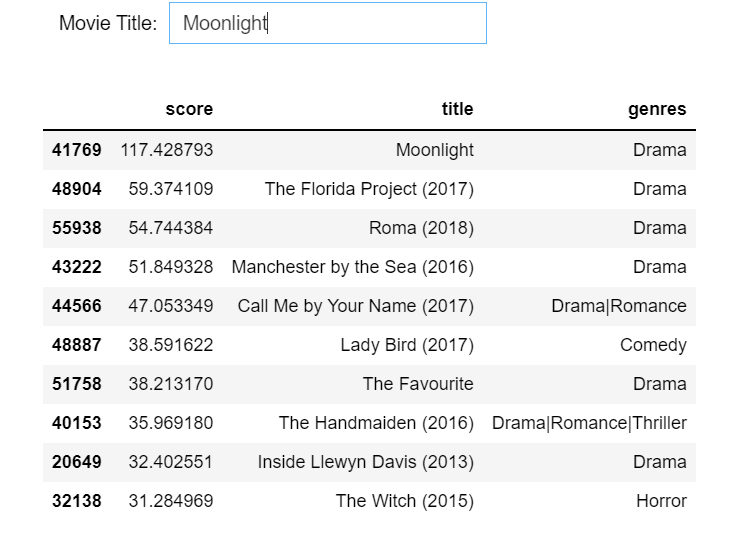 Movie Title: Moonlight
score title genres
41769 117.428793 Moonlight Drama
48904 59.374109 The Florida Project (2017) Drama
55938 54.744384 Roma (2018) Drama
43222 51.849328 Manchester by the Sea (2016) Drama
44566 47.053349 Call Me by Your Name (2017) Drama|Romance
48887 38.591622 Lady Bird (2017) Comedy
51758 38.213170 The Favourite Drama
40153 35.969180 The Handmaiden (2016) Drama|Romance|Thriller
20649 32.402551 Inside Llewyn Davis (2013) Drama
32138 31.284969 The Witch (2015) Horror